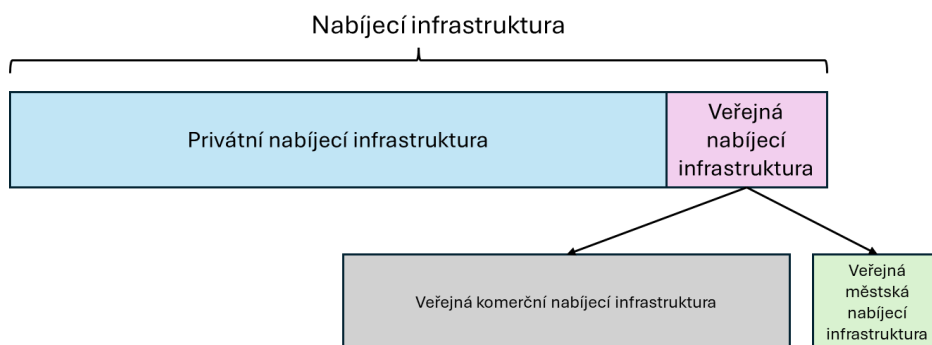 Nabíjecí infrastruktura
Privátní nabíjecí infrastruktura
Veřejná
nabíjecí
infrastruktura
Veřejná komerční nabíjecí infrastruktura
Veřejná
městská
nabíjecí
infrastruktura